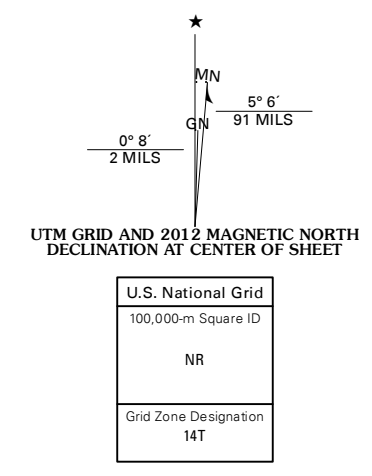 ★
MN
GN
5° 6´
91 MILS
0° 8´
2 MILS
UTM GRID AND 2012 MAGNETIC NORTH
DECLINATION AT CENTER OF SHEET
U.S. National Grid
100,000-m Square ID
NR
Grid Zone Designation
14T